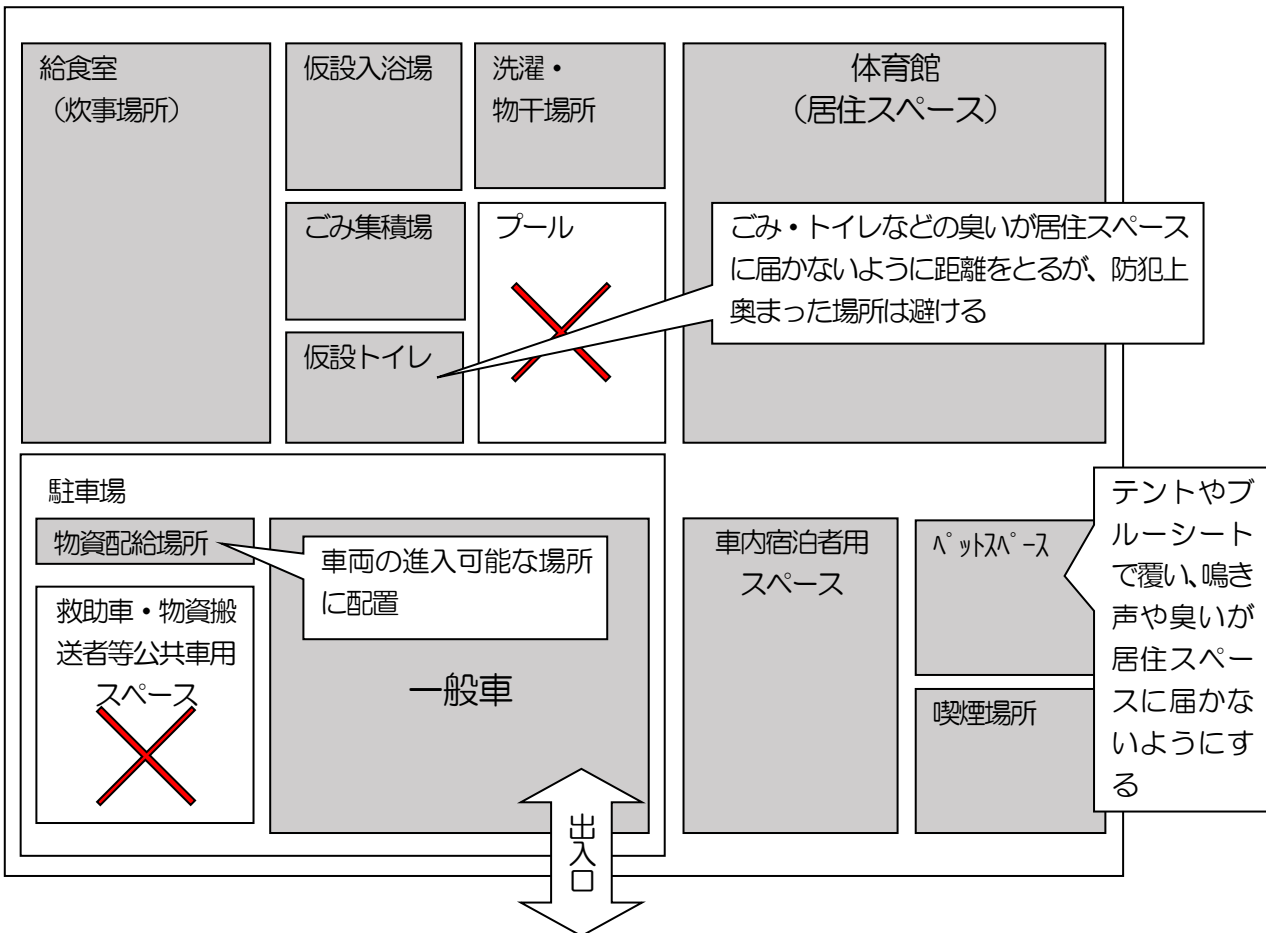 給食室
（炊事場所）
仮設入浴場
洗濯・
物干場所
体育館
（居住スペース）
ごみ集積場
プール
ごみ・トイレなどの臭いが居住スペース
に届かないように距離をとるが、防犯上
奥まった場所は避ける
仮設トイレ
駐車場
物資配給場所
車両の進入可能な場所
に配置
救助車・物資搬
送者等公共車用
スペース
一般車
車内宿泊者用
スペース
ﾍﾟｯﾄｽﾍﾟｰｽ
喫煙場所
テントやブ
ルーシート
で覆い、鳴き
声や臭いが
居住スペー
スに届かな
いようにす
る
出入口